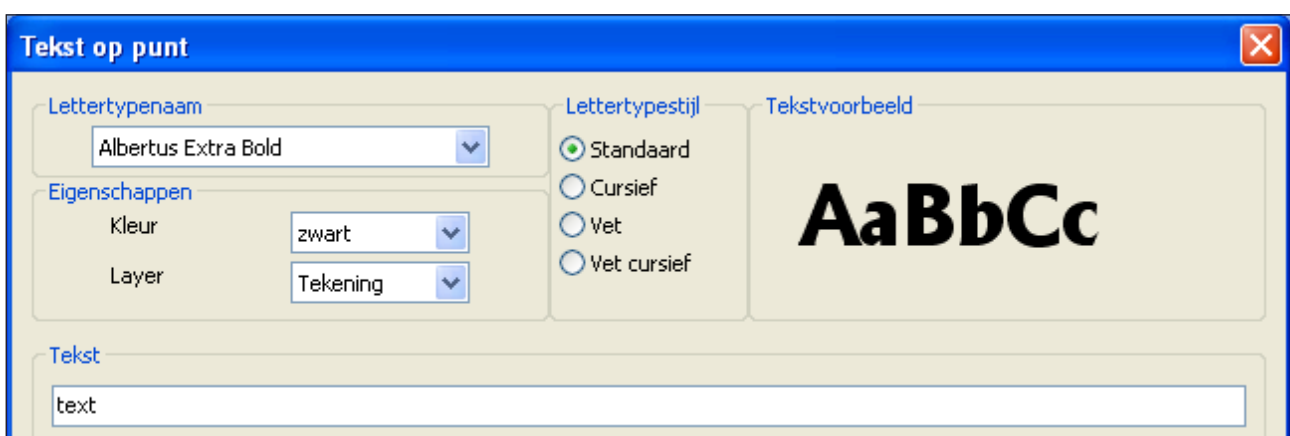 Tekst op punt
Lettertypenaam
Albertus Extra Bold
Eigenschappen
Kleur zwart
Layer Tekening
Lettertypestijl
Standaard
Cursief
Vet
Vet cursief
Tekstvoorbeeld
AaBbCc
Tekst
text